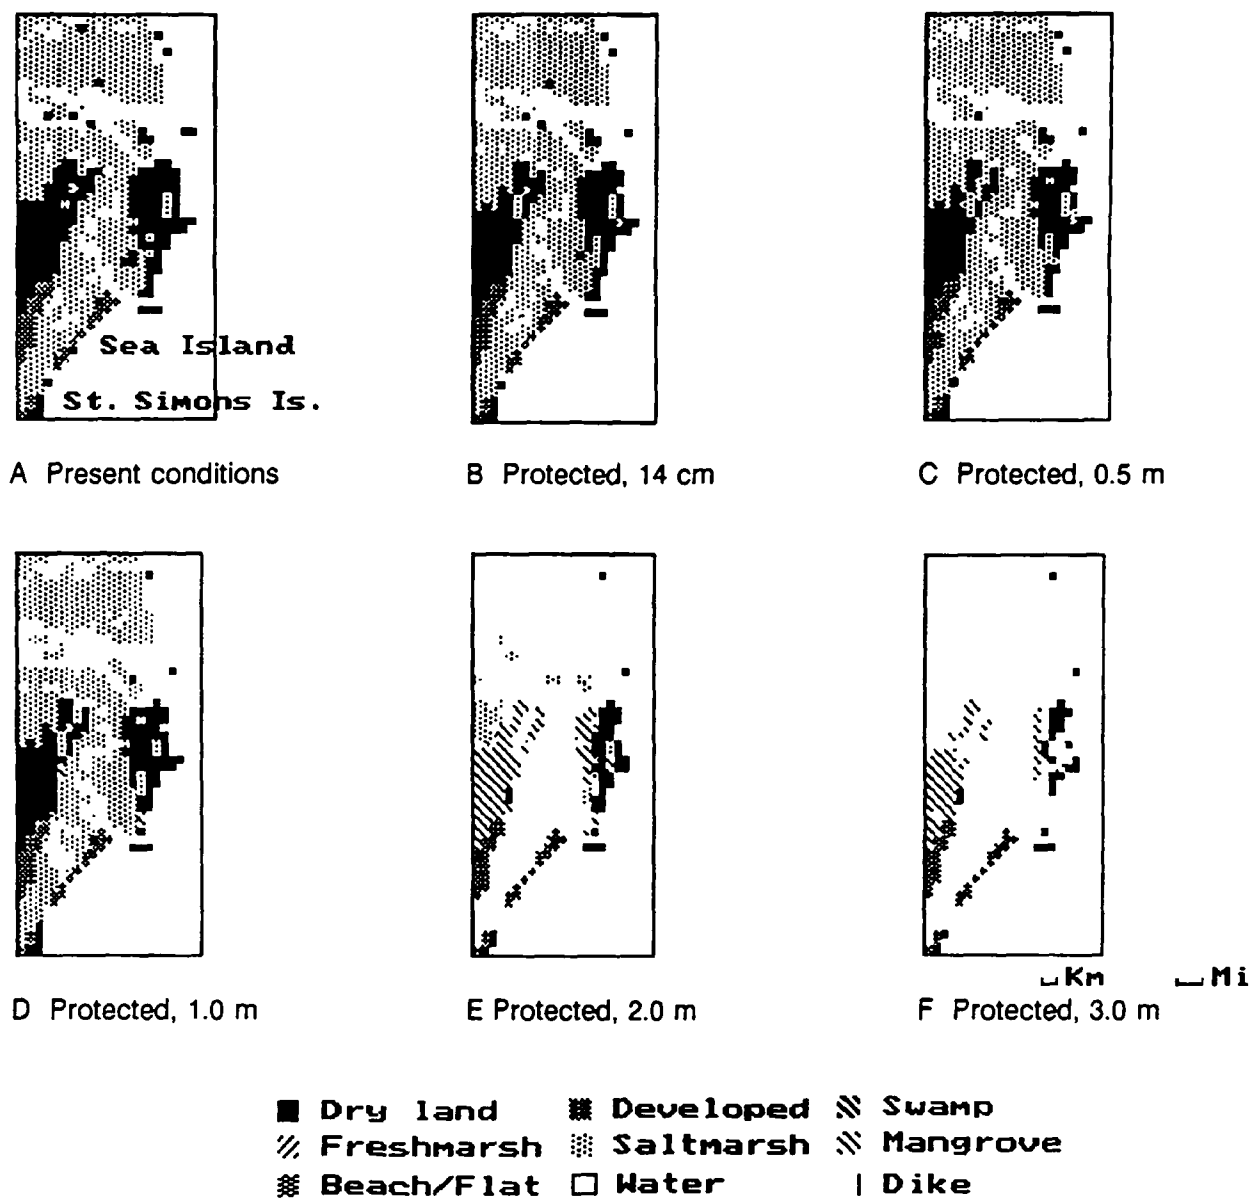 Sea Island
St. Simons Is.
A Present conditions
B Protected, 14 cm
C Protected, 0.5 m
D Protected, 1.0 m
E Protected, 2.0 m
Km Mi
F Protected, 3.0 m
Dry land Developed Swamp
Freshmarsh Saltmarsh Mangrove
Beach/Flat Water Dike